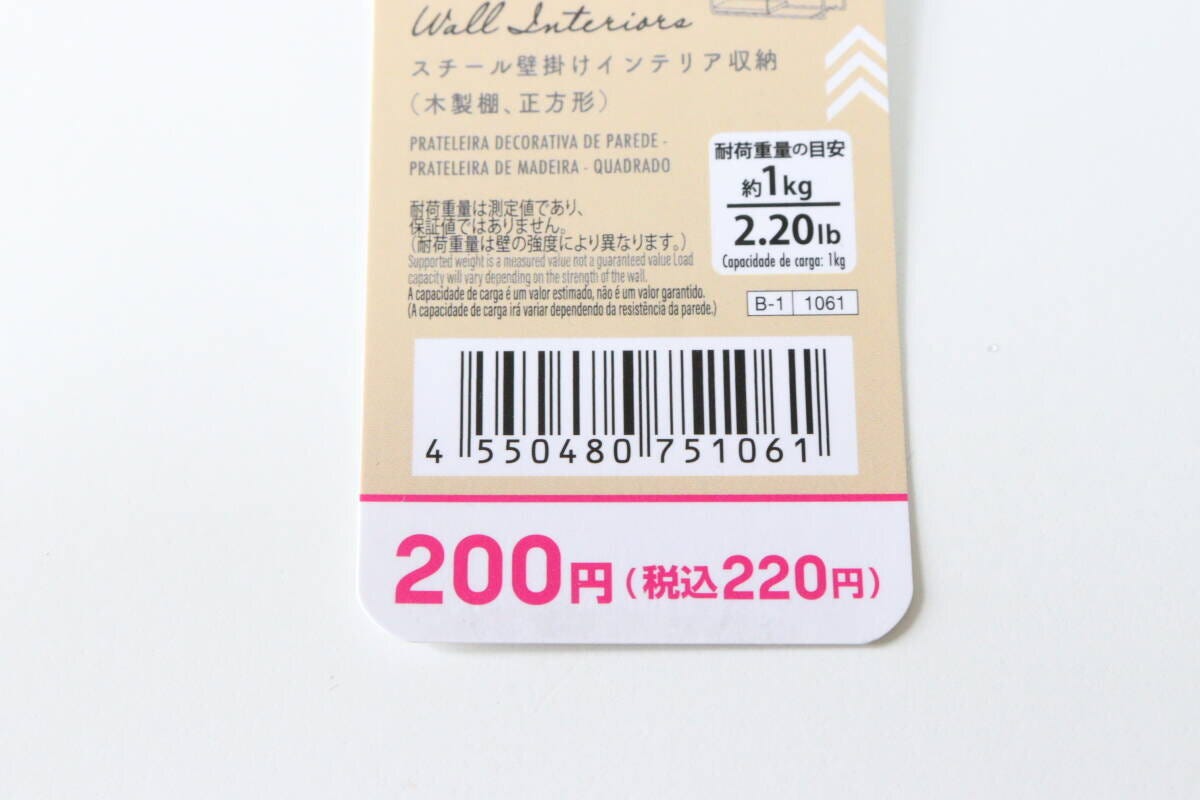 Wall Interiors
スチール壁掛けインテリア収納
（木製棚、正方形）
PRATELEIRA DECORATIVA DE PAREDE -
PRATELEIRA DE MADEIRA - QUADRADO
耐荷重量は測定値であり、
保証値ではありません。
（耐荷重量は壁の強度により異なります。）
Supported weight is a measured value not a guaranteed value Load
capacity will vary depending on the strength of the wall.
A capacidade de carga é um valor estimado, não é um valor garantido.
(A capacidade de carga irá variar dependendo da resistência da parede.)
耐荷重量の目安
約1kg
2.20lb
Capacidade de carga: 1kg
B-1 1061
4 550480 751061
200円（税込220円）